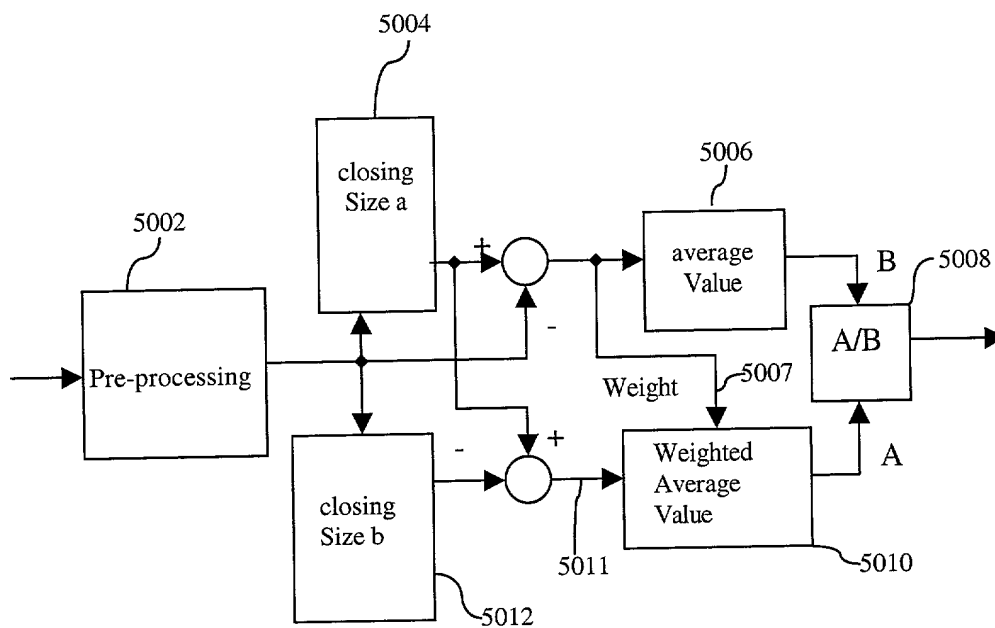 5004
closing
Size a
5006
5002
+
average
Value
B
5008
-
A/B
Pre-processing
Weight
5007
-
+
closing
Size b
Weighted
Average
Value
A
5011
5010
5012